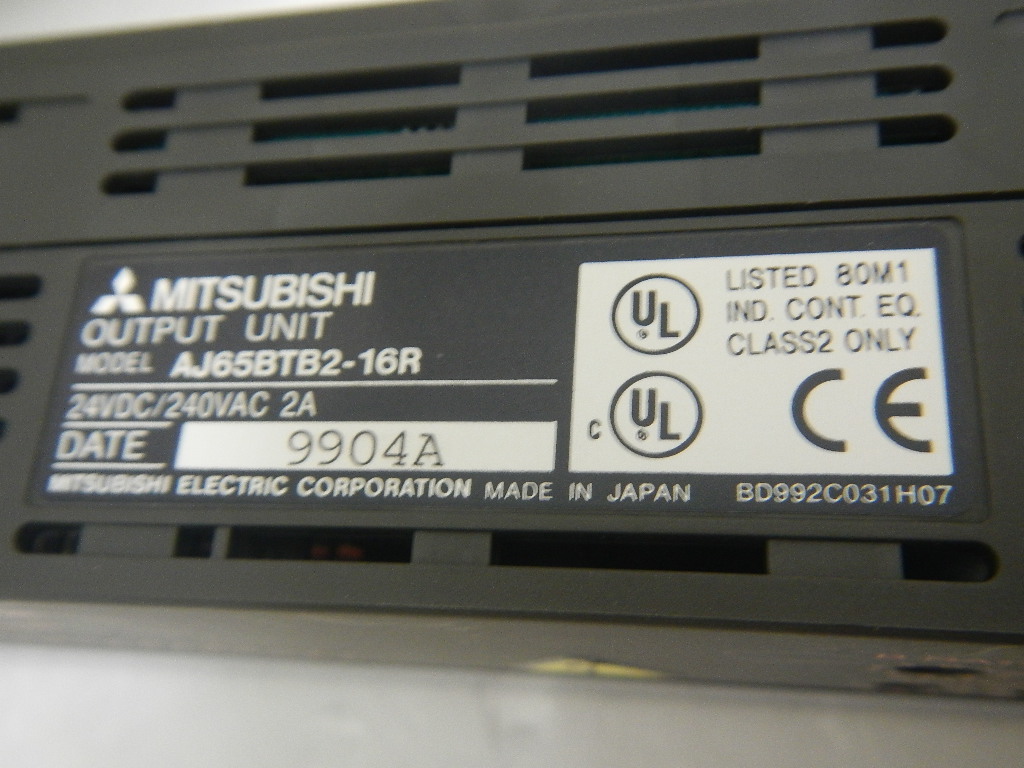 MITSUBISHI
OUTPUT UNIT
MODEL AJ65BTB2-16R
24VDC/240VAC 2A
DATE 9904A
MITSUBISHI ELECTRIC CORPORATION MADE IN JAPAN BD992C031H07
UL ® LISTED 80M1
IND. CONT. EQ.
CLASS2 ONLY
C UL ® CE